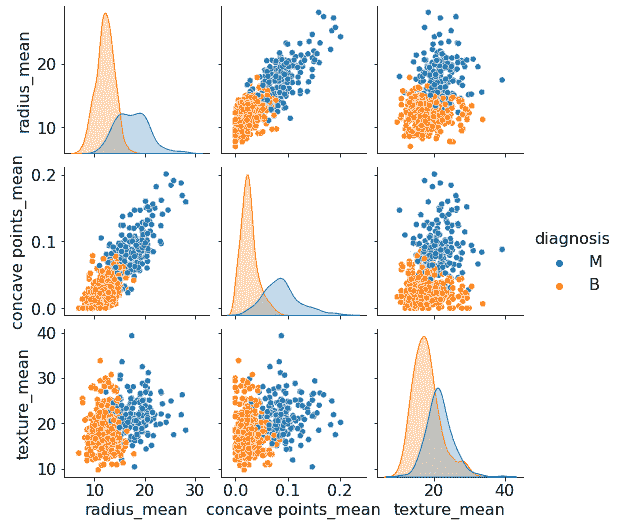 radius_mean
20
10
concave points_mean
0.2
0.1
0.0
diagnosis
M
B
texture_mean
40
30
20
10
10 20 30
0.0 0.1 0.2
20 40
radius_mean concave points_mean texture_mean